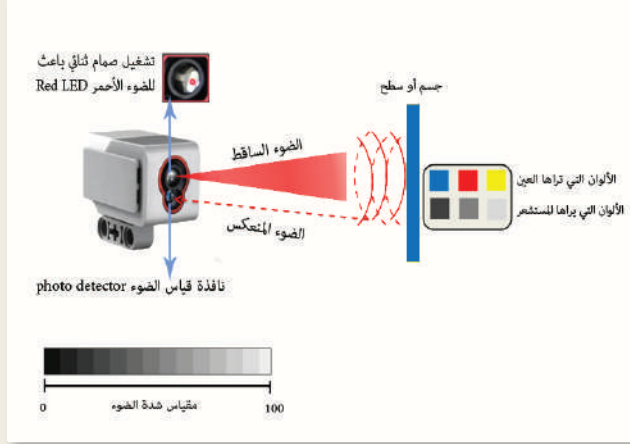 تشغيل صمام ثنائي باعث
للضوء الأحمر Red LED
جسم أو سطح
الضوء الساقط
الألوان التي تراها العين
الألوان التي يراها المستشعر
الضوء المنعكس
نافذة قياس الضوء photo detector
0
مقياس شدة الضوء
100